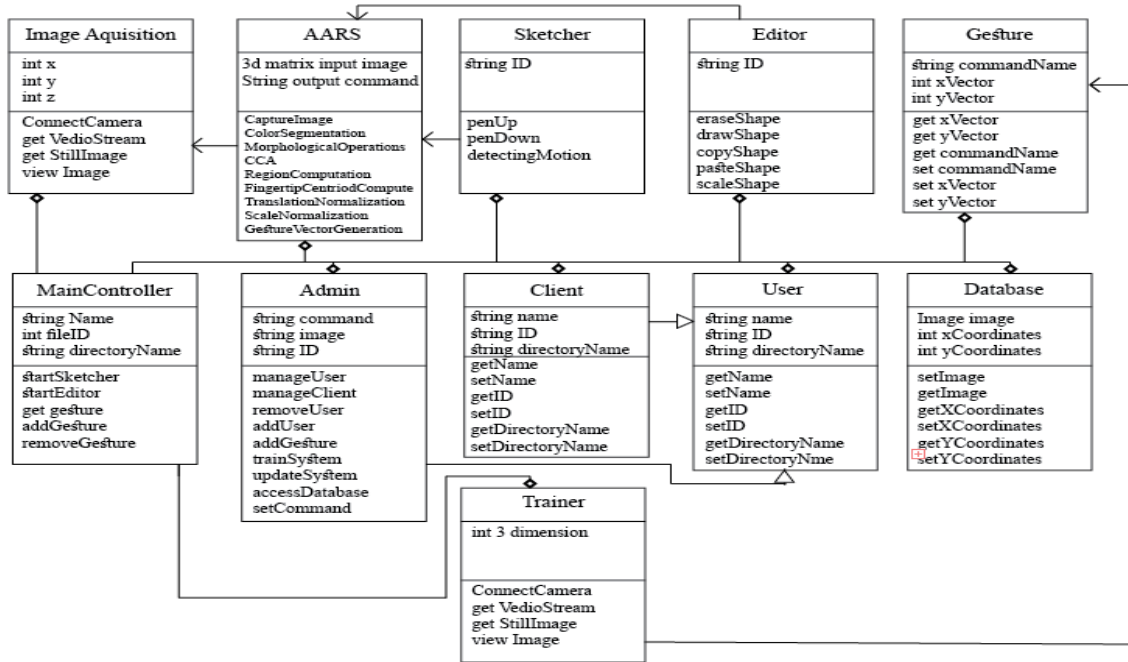 Image Aquisition
int x
int y
int z
ConnectCamera
get VedioStream
get StillImage
view Image
AARS
3d matrix input image
String output command
CaptureImage
ColorSegmentation
MorphologicalOperations
CCA
RegionComputation
FingertipCentriodCompute
TranslationNormalization
ScaleNormalization
GestureVectorGeneration
Sketcher
string ID
penUp
penDown
detectingMotion
Editor
string ID
eraseShape
drawShape
copyShape
pasteShape
scaleShape
Gesture
string commandName
int xVector
int yVector
get xVector
get yVector
get commandName
set commandName
set xVector
set yVector
MainController
string Name
int fileID
string directoryName
startSketcher
startEditor
get gesture
addGesture
removeGesture
Admin
string command
string image
string ID
manageUser
manageClient
removeUser
addUser
addGesture
trainSystem
updateSystem
accessDatabase
setCommand
Client
string name
string ID
string directoryName
getName
setName
getID
setID
getDirectoryName
setDirectoryName
User
string name
string ID
string directoryName
getName
setName
getID
setID
getDirectoryName
setDirectoryNme
Database
Image image
int xCoordinates
int yCoordinates
setImage
getImage
getXCoordinates
setXCoordinates
getYCoordinates
setYCoordinates
Trainer
int 3 dimension
ConnectCamera
get VedioStream
get StillImage
view Image